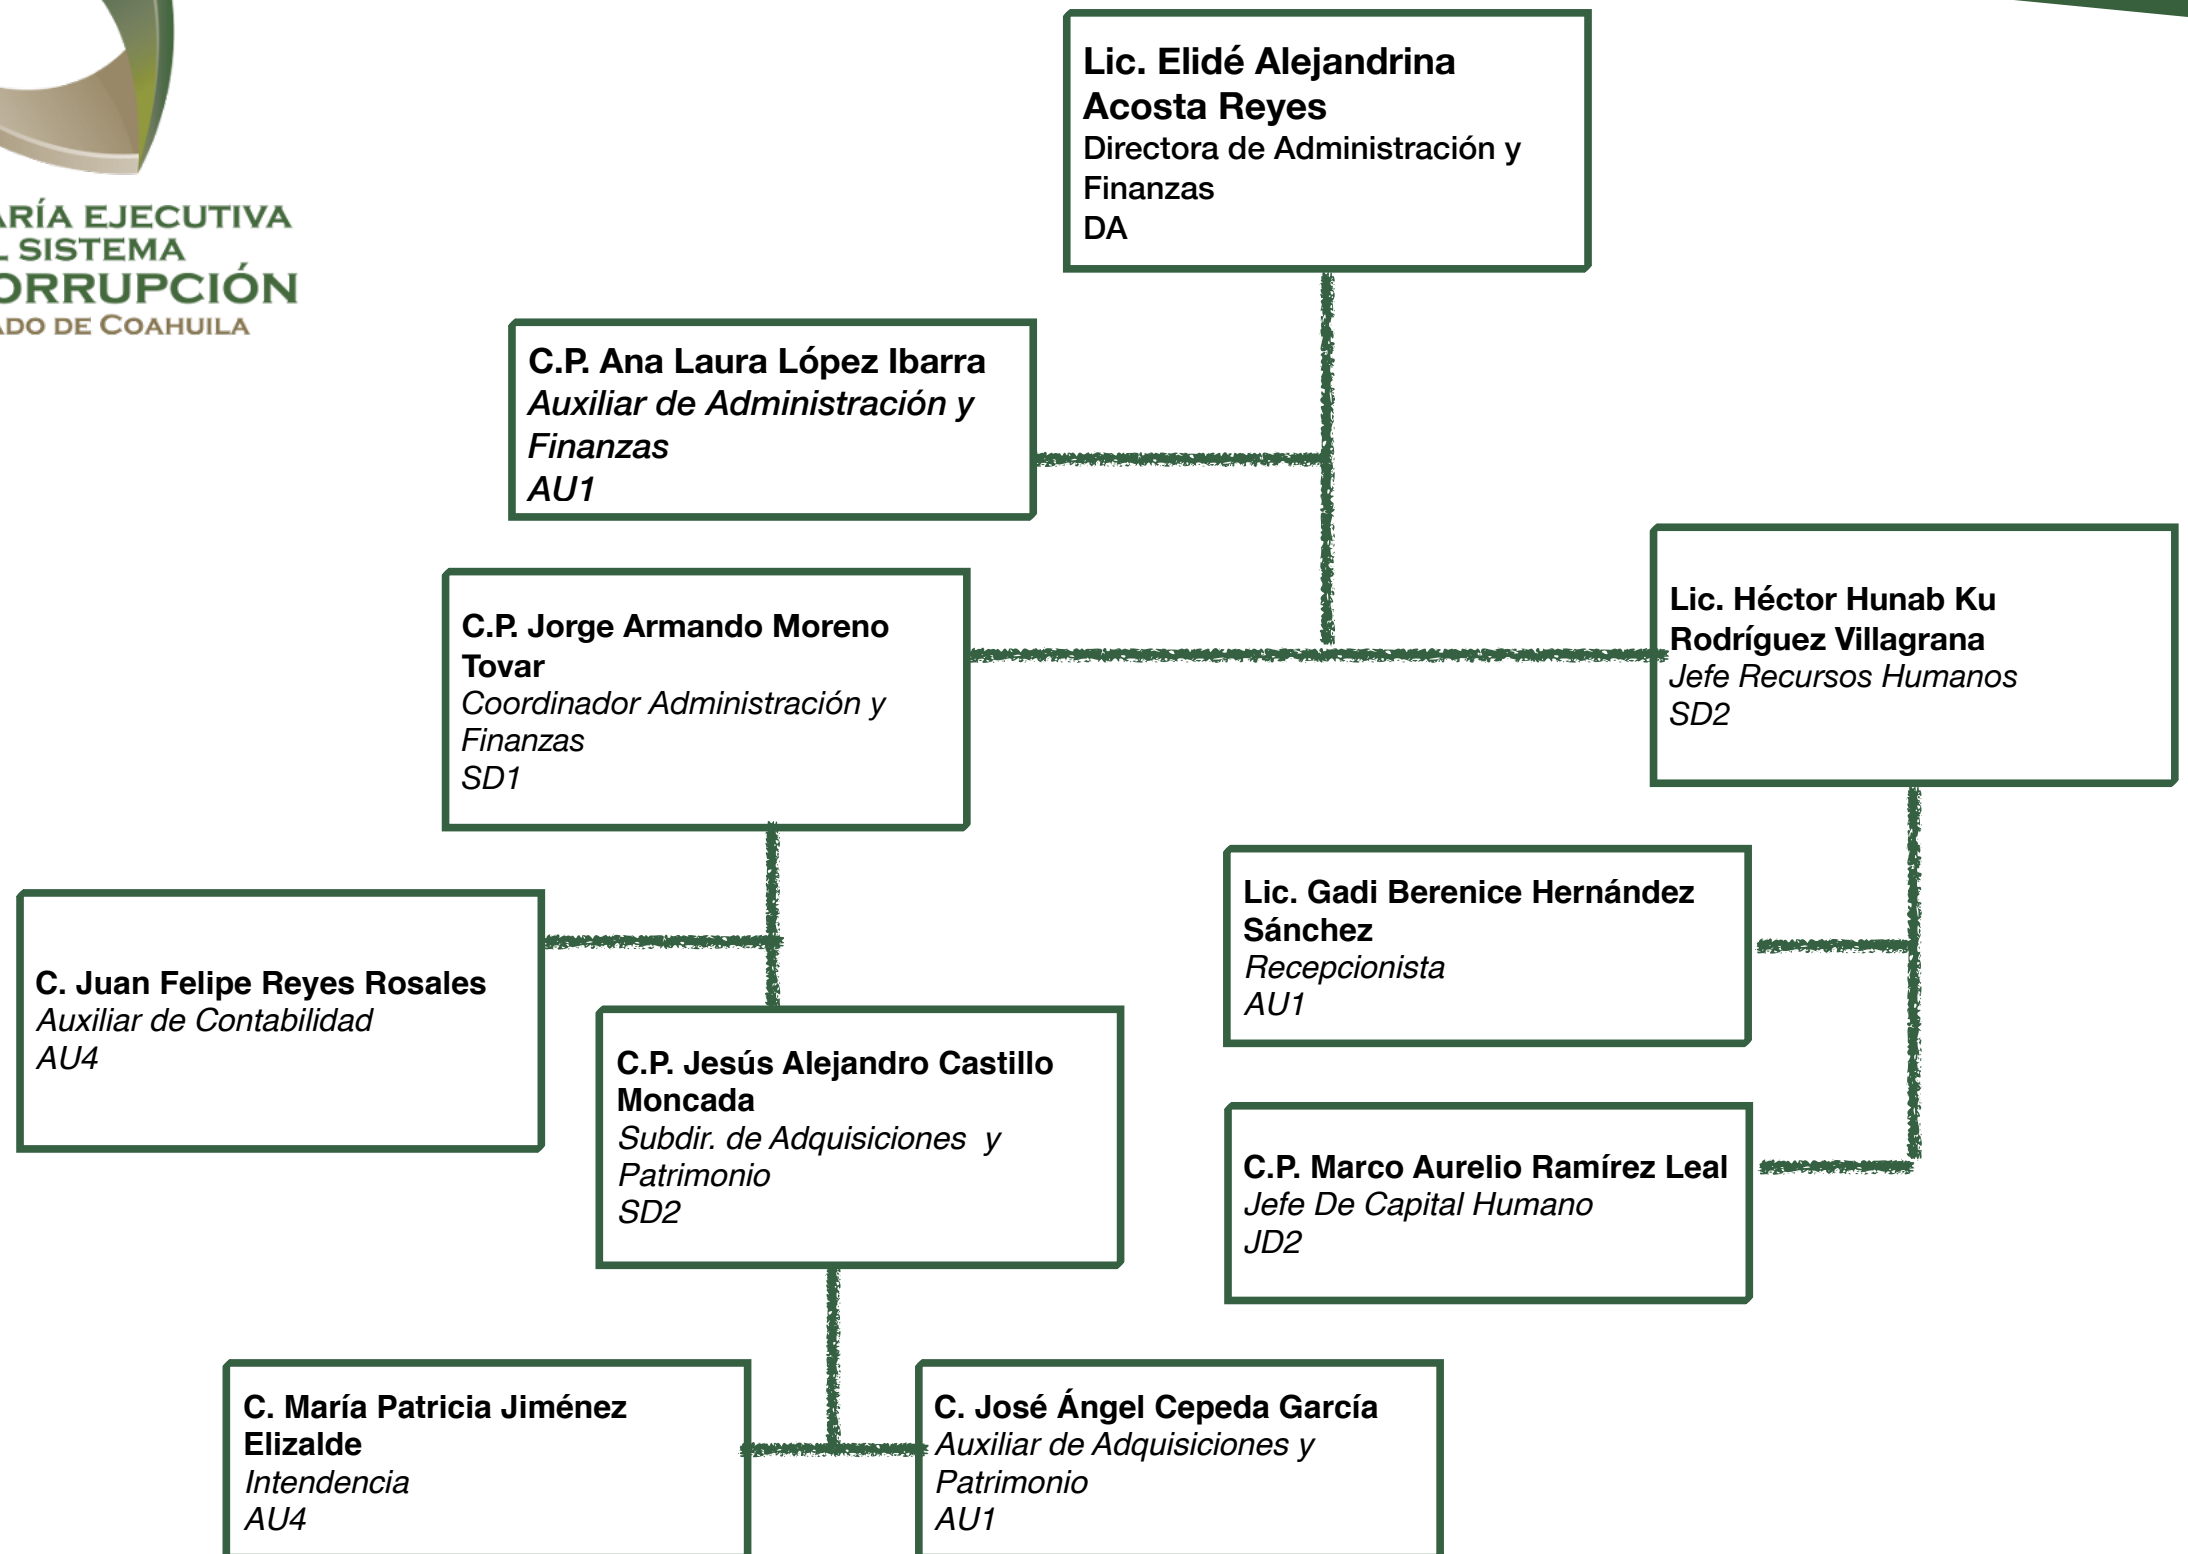 ARÍA EJECUTIVA
L SISTEMA
ORRUPCIÓN
ADO DE COAHUILA
Lic. Elidé Alejandrina
Acosta Reyes
Directora de Administración y
Finanzas
DA
C.P. Ana Laura López Ibarra
Auxiliar de Administración y
Finanzas
AU1
C.P. Jorge Armando Moreno
Tovar
Coordinador Administración y
Finanzas
SD1
Lic. Héctor Hunab Ku
Rodríguez Villagrana
Jefe Recursos Humanos
SD2
C. Juan Felipe Reyes Rosales
Auxiliar de Contabilidad
AU4
C.P. Jesús Alejandro Castillo
Moncada
Subdir. de Adquisiciones  y
Patrimonio
SD2
Lic. Gadi Berenice Hernández
Sánchez
Recepcionista
AU1
C.P. Marco Aurelio Ramírez Leal
Jefe De Capital Humano
JD2
C. María Patricia Jiménez
Elizalde
Intendencia
AU4
C. José Ángel Cepeda García
Auxiliar de Adquisiciones y
Patrimonio
AU1